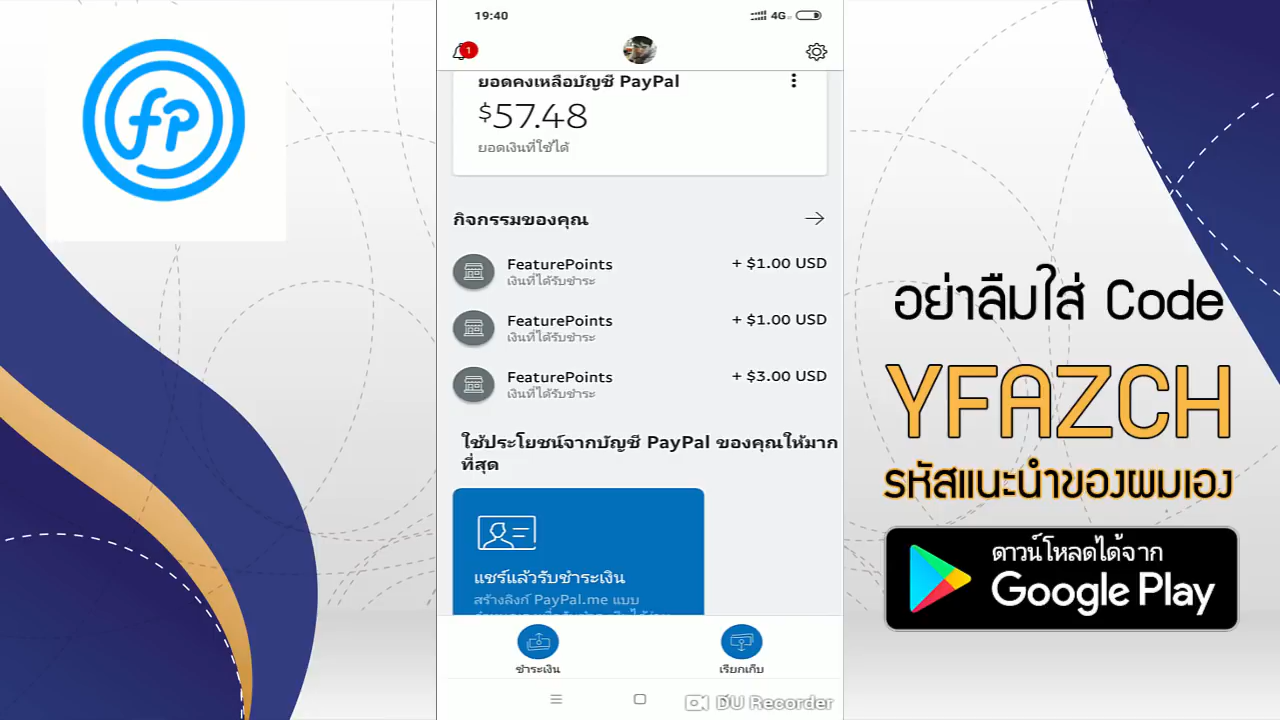 fp
19:40
4G
1
ยอดคงเหลือบัญชี PayPal
$57.48
ยอดเงินที่ใช้ได้
กิจกรรมของคุณ
FeaturePoints
+ $1.00 USD
เงินที่ได้รับชำระ
FeaturePoints
+ $1.00 USD
เงินที่ได้รับชำระ
FeaturePoints
+ $3.00 USD
เงินที่ได้รับชำระ
ใช้ประโยชน์จากบัญชี PayPal ของคุณให้มาก
ที่สุด
แชร์แล้วรับชำระเงิน
สร้างลิงก์ PayPal.me แบบ
ชำระเงิน
เรียกเก็บ
DU Recorder
อย่าลืมใส่ Code
YFAZCH
รหัสแนะนำของผมเอง
ดาวน์โหลดได้จาก
Google Play